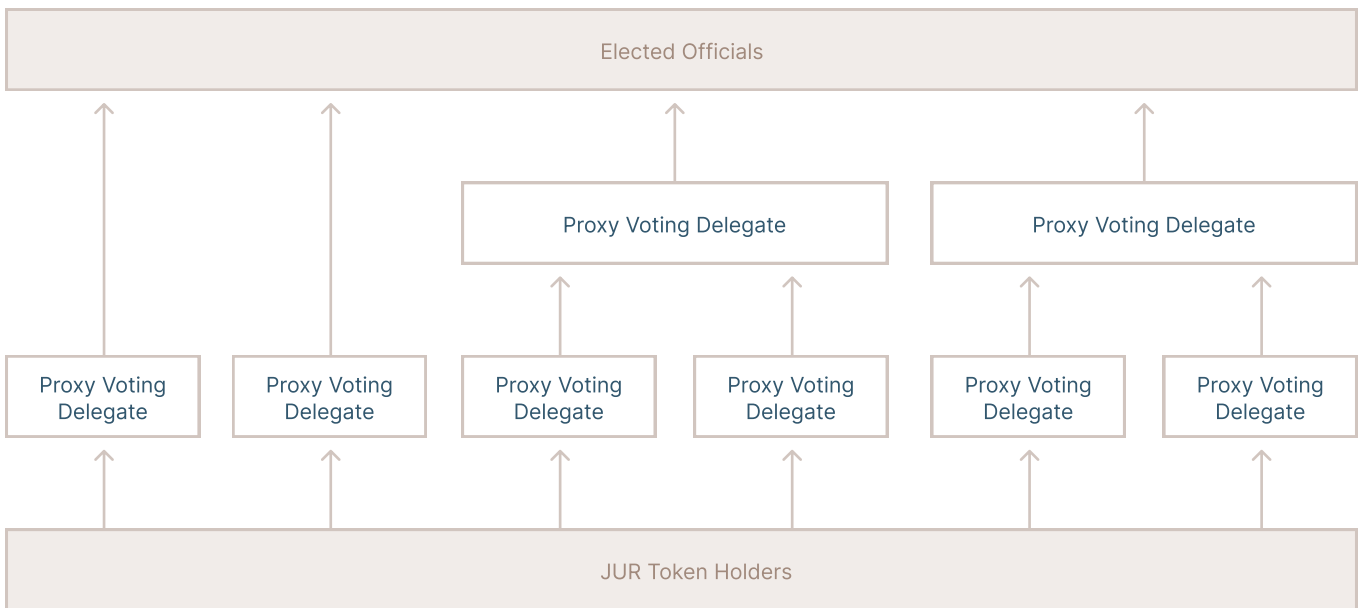 Elected Officials
Proxy Voting Delegate
Proxy Voting Delegate
Proxy Voting
Delegate
Proxy Voting
Delegate
Proxy Voting
Delegate
Proxy Voting
Delegate
Proxy Voting
Delegate
Proxy Voting
Delegate
JUR Token Holders